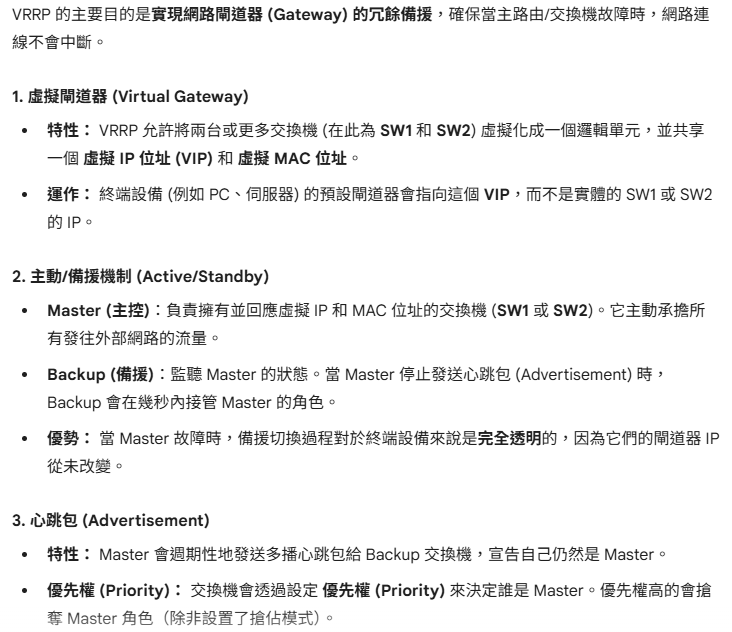 VRRP 的主要目的是實現網路閘道器 (Gateway) 的冗餘備援，確保當主路由/交換機故障時，網路連
線不會中斷。
1. 虛擬閘道器 (Virtual Gateway)
• 特性： VRRP 允許將兩台或更多交換機 (在此為 SW1 和 SW2) 虛擬化成一個邏輯單元，並共享
一個 虛擬 IP 位址 (VIP) 和 虛擬 MAC 位址。
• 運作： 終端設備 (例如 PC、伺服器) 的預設閘道器會指向這個 VIP，而不是實體的 SW1 或 SW2
的 IP。
2. 主動/備援機制 (Active/Standby)
• Master (主控)：負責擁有並回應虛擬 IP 和 MAC 位址的交換機 (SW1 或 SW2)。它主動承擔所
有發往外部網路的流量。
• Backup (備援)：監聽 Master 的狀態。當 Master 停止發送心跳包 (Advertisement) 時，
Backup 會在幾秒內接管 Master 的角色。
• 優勢： 當 Master 故障時，備援切換過程對於終端設備來說是完全透明的，因為它們的閘道器 IP
從未改變。
3. 心跳包 (Advertisement)
• 特性： Master 會週期性地發送多播心跳包給 Backup 交換機，宣告自己仍然是 Master。
• 優先權 (Priority)： 交換機會透過設定 優先權 (Priority) 來決定誰是 Master。優先權高的會搶
奪 Master 角色（除非設置了搶佔模式）。